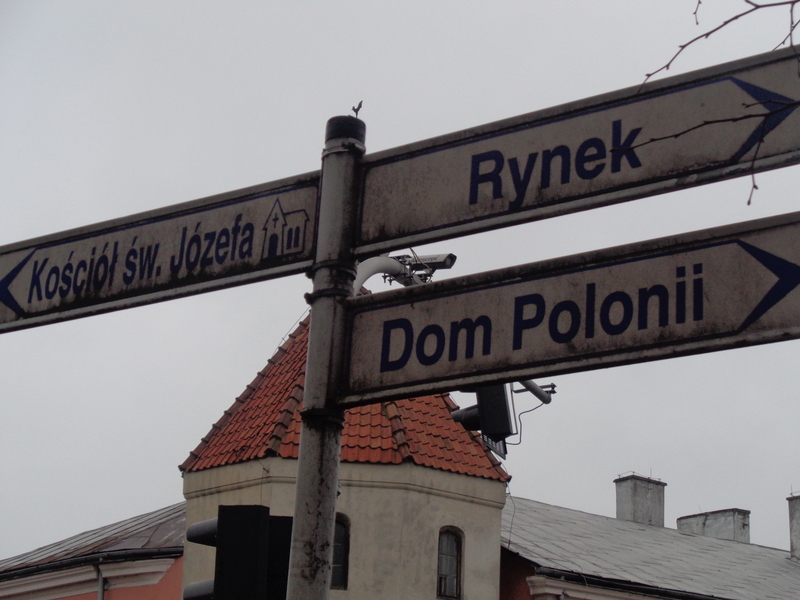 Kościół św. Józefa
Rynek
Dom Polonii